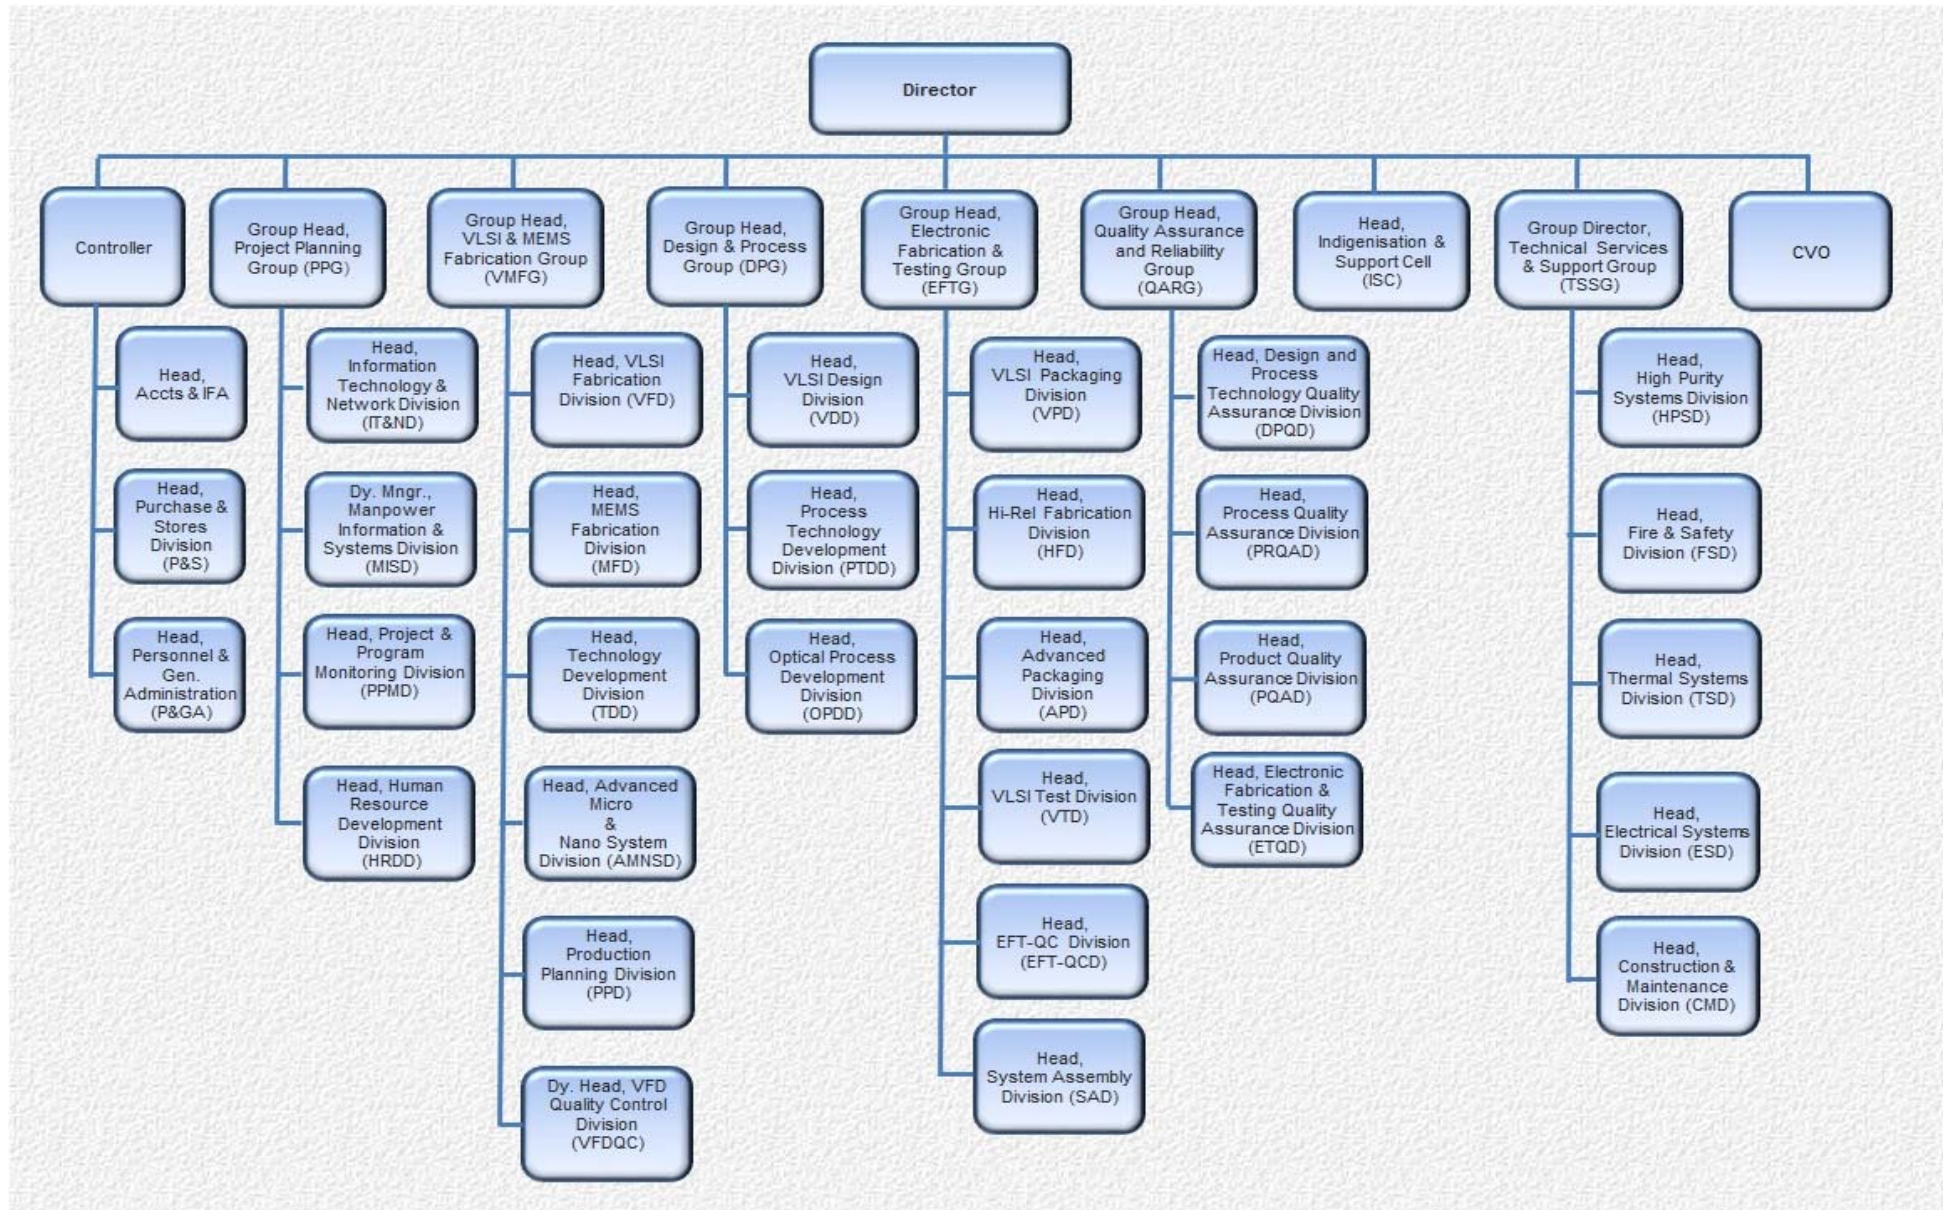 Director
Controller
Group Head,
Project Planning
Group (PPG)
Group Head,
VLSI & MEMS
Fabrication Group
(VMFG)
Group Head,
Design & Process
Group (DPG)
Group Head,
Electronic
Fabrication &
Testing Group
(EFTG)
Group Head,
Quality Assurance
and Reliability
Group
(QARG)
Head,
Indigenisation &
Support Cell
(ISC)
Group Director,
Technical Services
& Support Group
(TSSG)
CVO
Head,
Accts & IFA
Head,
Purchase &
Stores
Division
(P&S)
Head,
Personnel &
Gen.
Administration
(P&GA)
Head,
Information
Technology &
Network Division
(IT&ND)
Dy. Mngr.,
Manpower
Information &
Systems Division
(MISD)
Head, Project &
Program
Monitoring Division
(PPMD)
Head, Human
Resource
Development
Division
(HRDD)
Head, VLSI
Fabrication
Division (VFD)
Head,
MEMS
Fabrication
Division
(MFD)
Head,
Technology
Development
Division
(TDD)
Head, Advanced
Micro
&
Nano System
Division (AMNSD)
Head,
Production
Planning Division
(PPD)
Dy. Head, VFD
Quality Control
Division
(VFDQC)
Head,
VLSI Design
Division
(VDD)
Head,
Process
Technology
Development
Division (PTDD)
Head,
Optical Process
Development
Division
(OPDD)
Head,
VLSI Packaging
Division
(VPD)
Head,
Hi-Rel Fabrication
Division
(HFD)
Head,
Advanced
Packaging
Division
(APD)
Head,
VLSI Test Division
(VTD)
Head,
EFT-QC Division
(EFT-QCD)
Head,
System Assembly
Division (SAD)
Head, Design and
Process
Technology Quality
Assurance Division
(DPQD)
Head,
Process Quality
Assurance Division
(PRQAD)
Head,
Product Quality
Assurance Division
(PQAD)
Head, Electronic
Fabrication &
Testing Quality
Assurance Division
(ETQD)
Head,
High Purity
Systems Division
(HPSD)
Head,
Fire & Safety
Division (FSD)
Head,
Thermal Systems
Division (TSD)
Head,
Electrical Systems
Division (ESD)
Head,
Construction &
Maintenance
Division (CMD)